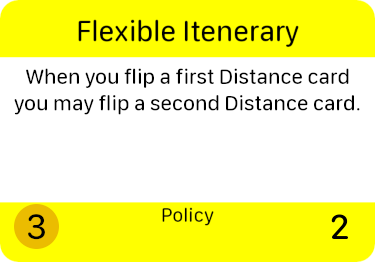 Flexible Itenerary
When you flip a first Distance card
you may flip a second Distance card.
Policy
3
2